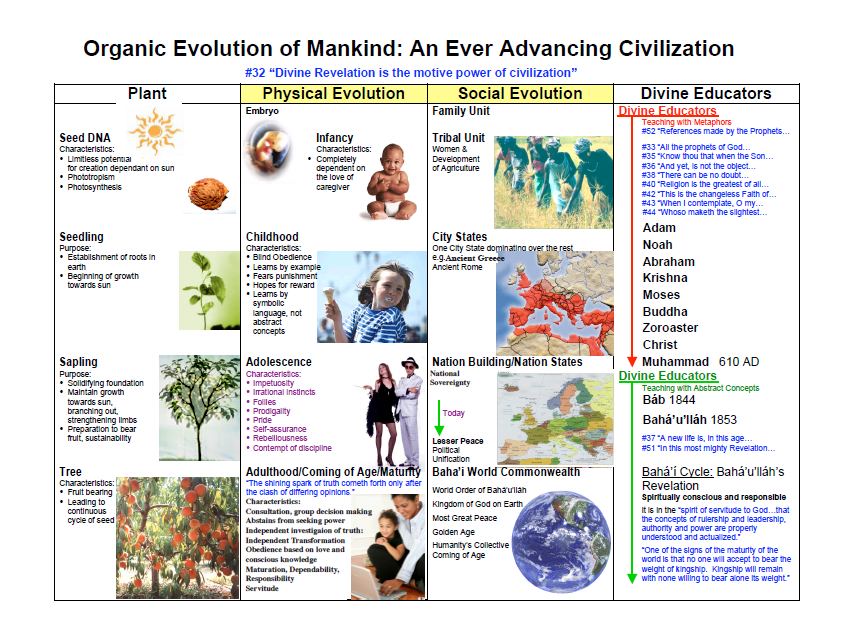 Organic Evolution of Mankind: An Ever Advancing Civilization
#32 “Divine Revelation is the motive power of civilization”
Plant
Seed DNA
Characteristics:
• Limitless potential
for creation dependant on sun
• Phototropism
• Photosynthesis
Seedling
Purpose:
• Establishment of roots in
earth
• Beginning of growth
towards sun
Sapling
Purpose:
• Solidifying foundation
• Maintain growth
towards sun,
branching out,
strengthening limbs
• Preparation to bear
fruit, sustainability
Tree
Characteristics:
• Fruit bearing
• Leading to
continuous
cycle of seed
Physical Evolution
Embryo
Infancy
Characteristics:
• Completely
dependent on
the love of
caregiver
Childhood
Characteristics:
• Blind Obedience
• Learns by example
• Fears punishment
• Hopes for reward
• Learns by
symbolic
language, not
abstract
concepts
Adolescence
Characteristics:
• Impetuosity
• Irrational instincts
• Follies
• Prodigality
• Pride
• Self-assurance
• Rebelliousness
• Contempt of discipline
Adulthood/Coming of Age/Maturity
“The shining spark of truth cometh forth only after
the clash of differing opinions.”
Characteristics:
Consultation, group decision making
Abstains from seeking power
Independent investigaion of truth:
Independent Transformation
Obedience based on love and
conscious knowledge
Maturation, Dependability,
Responsibility
Servitude
Social Evolution
Family Unit
Tribal Unit
Women &
Development
of Agriculture
City States
One City State dominating over the rest
e.g.Ancient Greece
Ancient Rome
Nation Building/Nation States
National
Sovereignty
Today
Lesser Peace
Political
Unification
Baha’i World Commonwealth
World Order of Bahá’u’lláh
Kingdom of God on Earth
Most Great Peace
Golden Age
Humanity’s Collective
Coming of Age
Divine Educators
Divine Educators
Teaching with Metaphors
#52 “References made by the Prophets…
#33 “All the prophets of God…
#35 “Know thou that when the Son…
#36 “And yet, is not the object…
#38 “There can be no doubt…
#40 “Religion is the greatest of all…
#42 “This is the changeless Faith of…
#43 “When I contemplate, O my…
#44 “Whoso maketh the slightest…
Adam
Noah
Abraham
Krishna
Moses
Buddha
Zoroaster
Christ
Muhammad 610 AD
Divine Educators
Teaching with Abstract Concepts
Báb 1844
Bahá’u’lláh 1853
#37 “A new life is, in this age…
#51 “In this most mighty Revelation…
Bahá’í Cycle: Bahá’u’lláh’s
Revelation
Spiritually conscious and responsible
It is in the “spirit of servitude to God…that
the concepts of rulership and leadership,
authority and power are properly
understood and actualized.”
“One of the signs of the maturity of the
world is that no one will accept to bear the
weight of kingship. Kingship will remain
with none willing to bear alone its weight.”